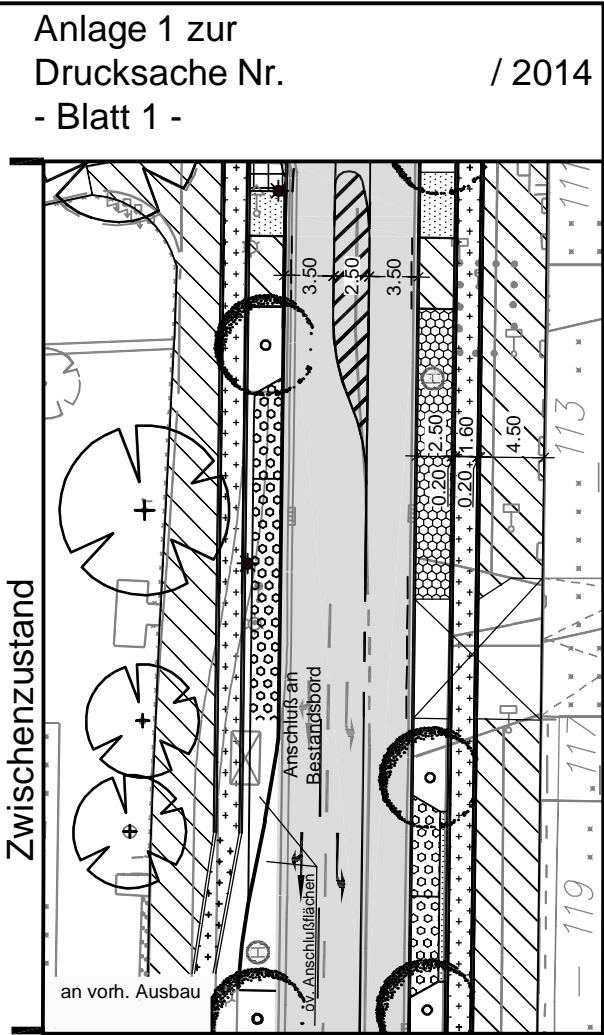 Anlage 1 zur
Drucksache Nr. / 2014
- Blatt 1 -
Zwischenzustand
3.50
2.50
3.50
111
H
113
0.20 2.50
0.20 1.60
4.50
Anschluß an
Bestandsbord
117
119
H
öv. Anschlußflächen
an vorh. Ausbau